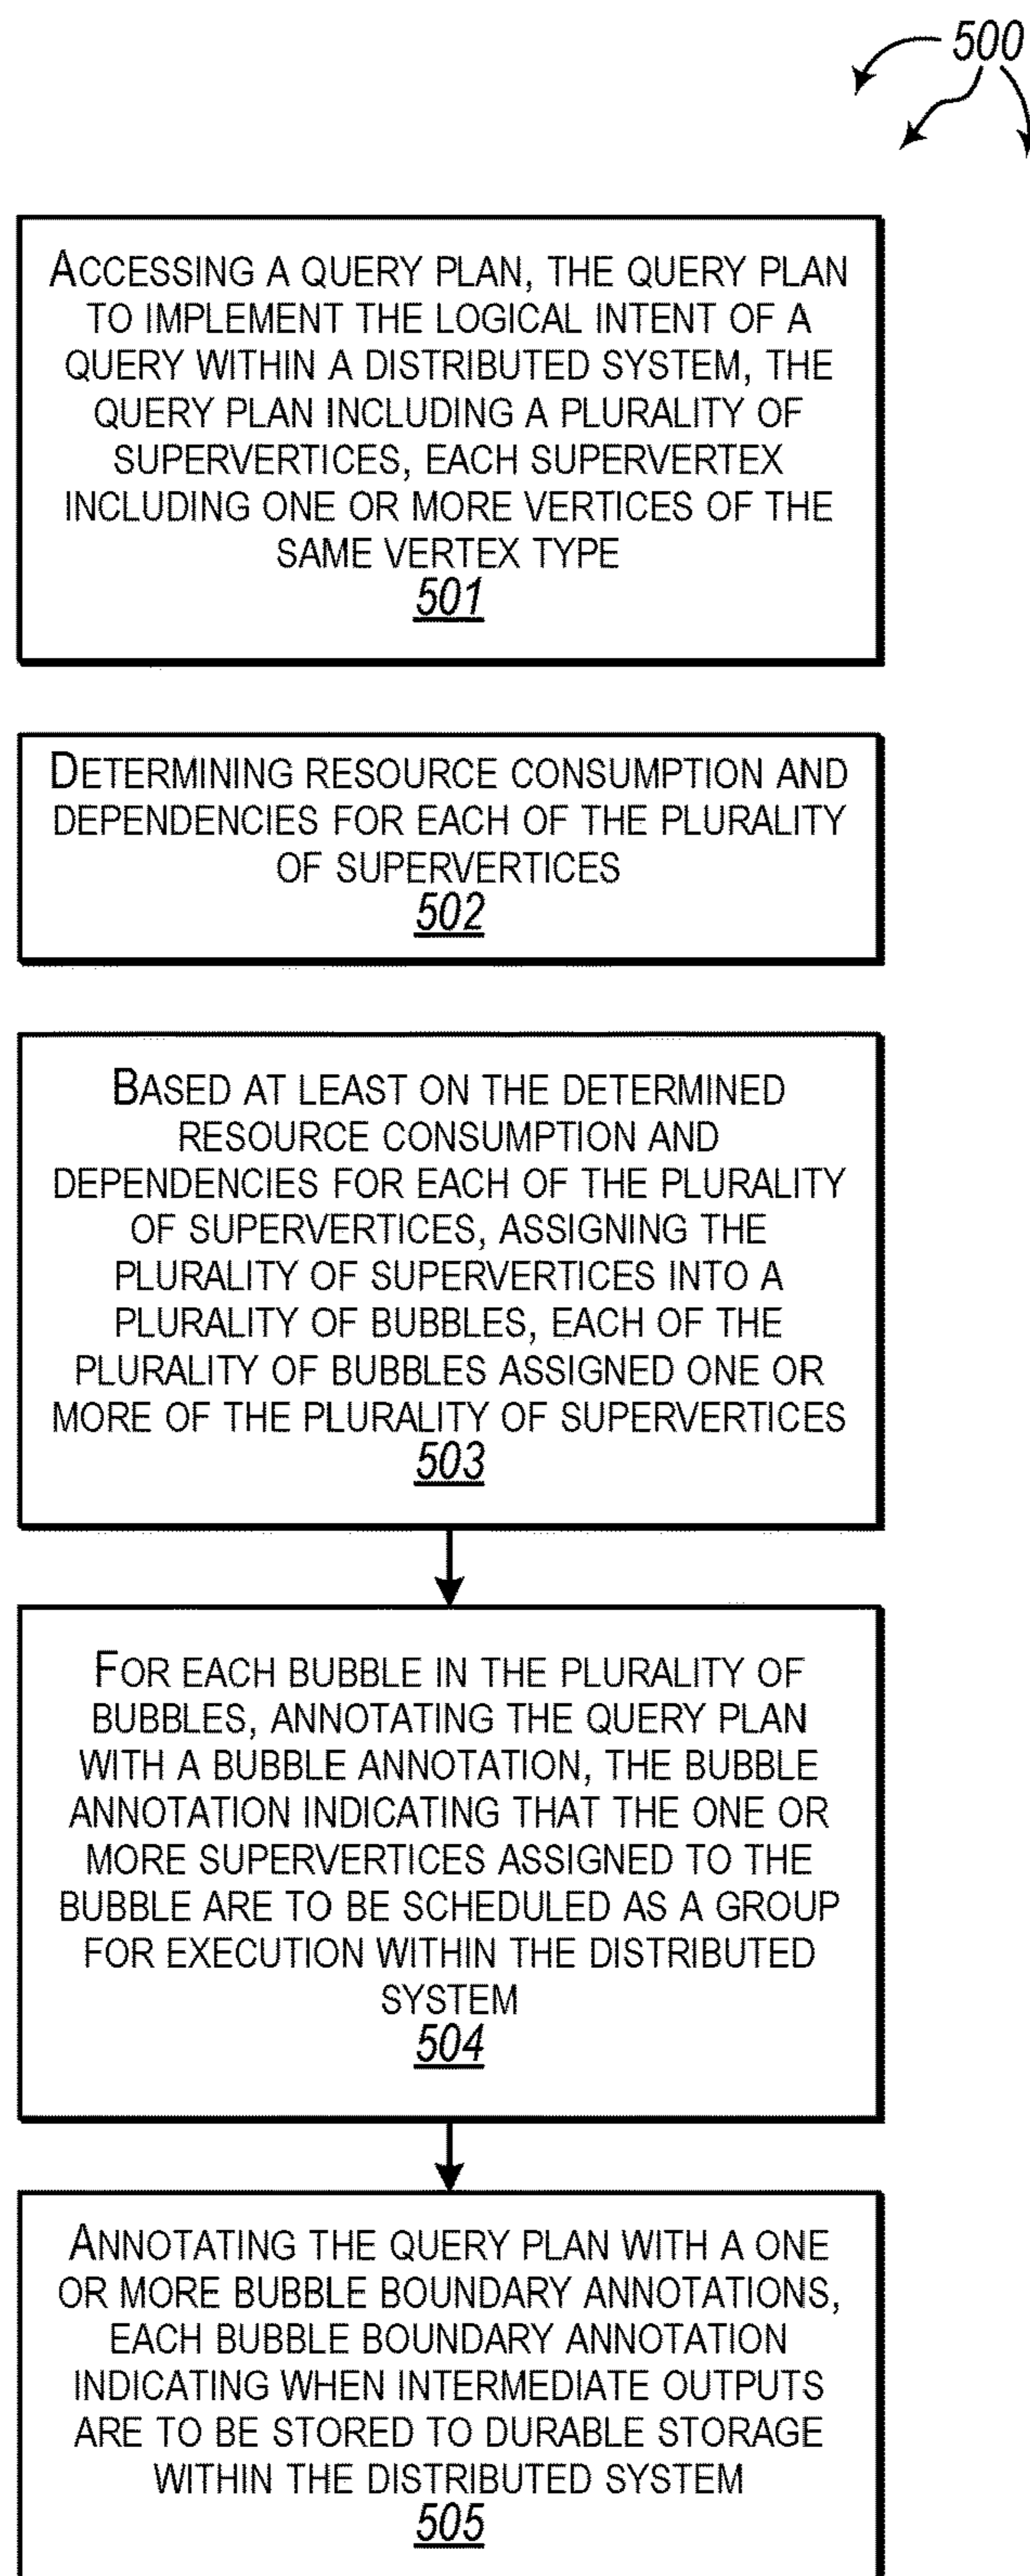 500
ACCESSING A QUERY PLAN, THE QUERY PLAN
TO IMPLEMENT THE LOGICAL INTENT OF A
QUERY WITHIN A DISTRIBUTED SYSTEM, THE
QUERY PLAN INCLUDING A PLURALITY OF
SUPERVERTICES, EACH SUPERVERTEX
INCLUDING ONE OR MORE VERTICES OF THE
SAME VERTEX TYPE
501
DETERMINING RESOURCE CONSUMPTION AND
DEPENDENCIES FOR EACH OF THE PLURALITY
OF SUPERVERTICES
502
BASED AT LEAST ON THE DETERMINED
RESOURCE CONSUMPTION AND
DEPENDENCIES FOR EACH OF THE PLURALITY
OF SUPERVERTICES, ASSIGNING THE
PLURALITY OF SUPERVERTICES INTO A
PLURALITY OF BUBBLES, EACH OF THE
PLURALITY OF BUBBLES ASSIGNED ONE OR
MORE OF THE PLURALITY OF SUPERVERTICES
503
FOR EACH BUBBLE IN THE PLURALITY OF
BUBBLES, ANNOTATING THE QUERY PLAN
WITH A BUBBLE ANNOTATION, THE BUBBLE
ANNOTATION INDICATING THAT THE ONE OR
MORE SUPERVERTICES ASSIGNED TO THE
BUBBLE ARE TO BE SCHEDULED AS A GROUP
FOR EXECUTION WITHIN THE DISTRIBUTED
SYSTEM
504
ANNOTATING THE QUERY PLAN WITH A ONE
OR MORE BUBBLE BOUNDARY ANNOTATIONS,
EACH BUBBLE BOUNDARY ANNOTATION
INDICATING WHEN INTERMEDIATE OUTPUTS
ARE TO BE STORED TO DURABLE STORAGE
WITHIN THE DISTRIBUTED SYSTEM
505